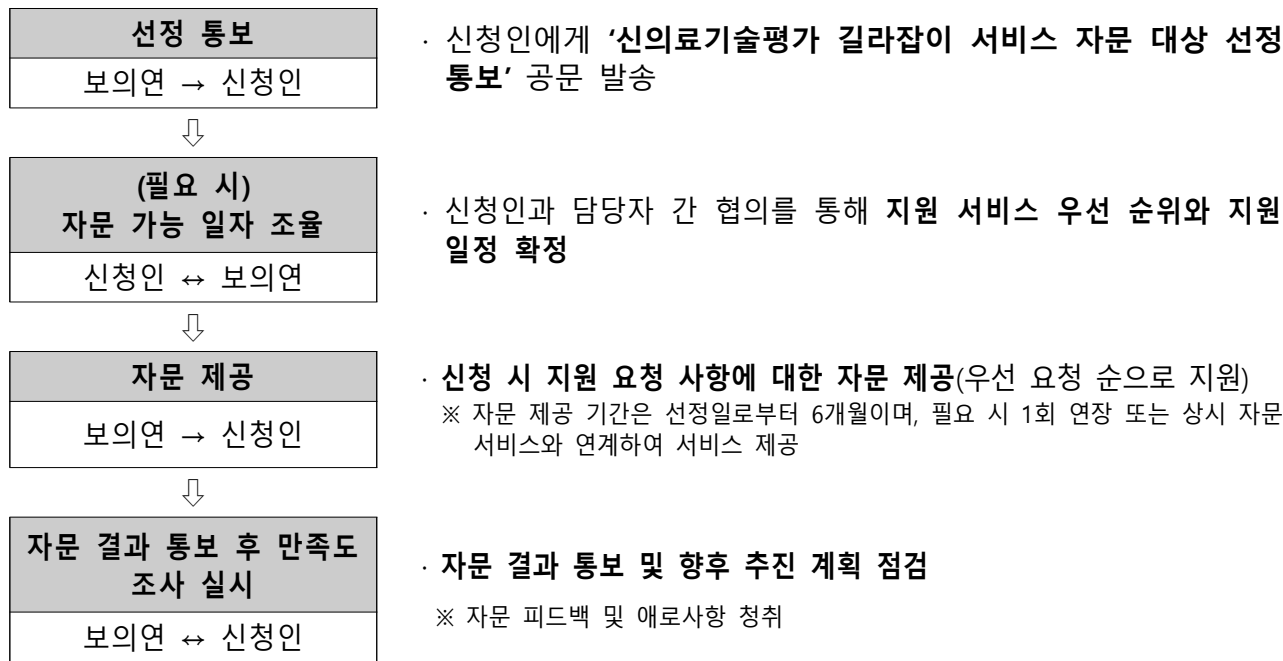 선정 통보
보의연 → 신청인
· 신청인에게 ‘신의료기술평가 길라잡이 서비스 자문 대상 선정
통보’ 공문 발송
⇩
(필요 시)
자문 가능 일자 조율
신청인 ↔ 보의연
· 신청인과 담당자 간 협의를 통해 지원 서비스 우선 순위와 지원
일정 확정
⇩
자문 제공
보의연 → 신청인
· 신청 시 지원 요청 사항에 대한 자문 제공(우선 요청 순으로 지원)
※ 자문 제공 기간은 선정일로부터 6개월이며, 필요 시 1회 연장 또는 상시 자문
서비스와 연계하여 서비스 제공
⇩
자문 결과 통보 후 만족도
조사 실시
보의연 ↔ 신청인
· 자문 결과 통보 및 향후 추진 계획 점검
※ 자문 피드백 및 애로사항 청취